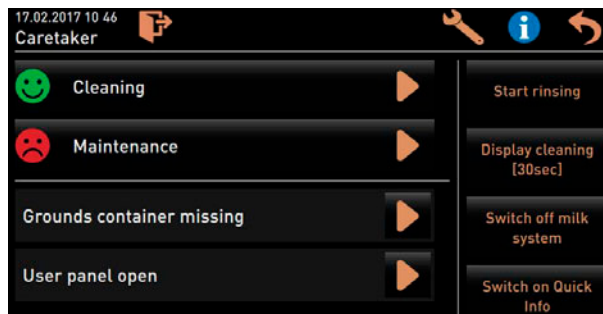 17.02.2017 10 46
Caretaker
i
Cleaning
Maintenance
Grounds container missing
User panel open
Start rinsing
Display cleaning
[30sec]
Switch off milk
system
Switch on Quick
Info